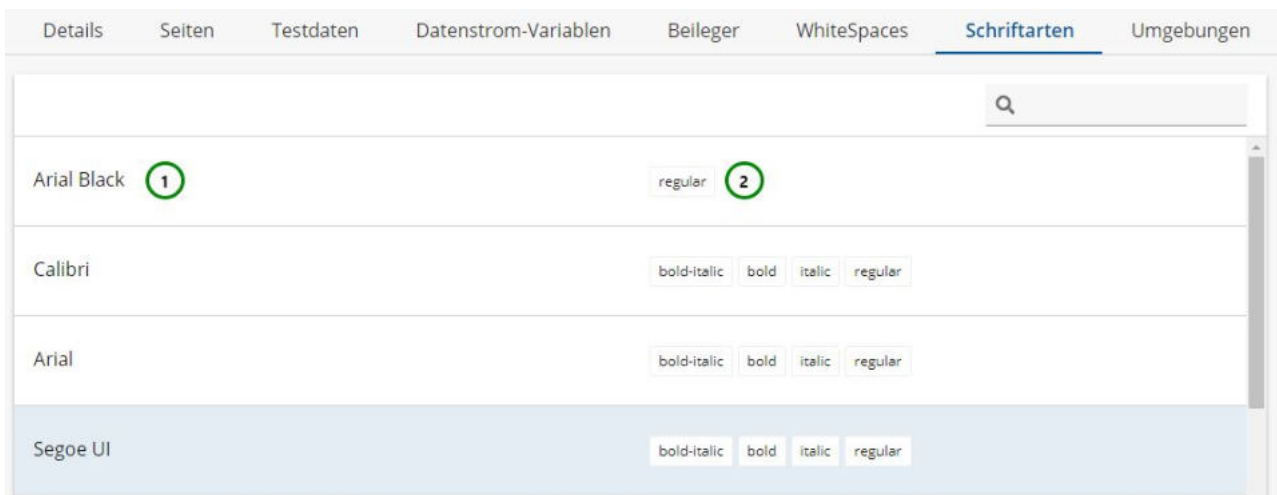 Details Seiten Testdaten Datenstrom-Variablen Beileger WhiteSpaces Schriftarten Umgebungen
Arial Black 1 regular 2
Calibri bold-italic bold italic regular
Arial bold-italic bold italic regular
Segoe UI bold-italic bold italic regular